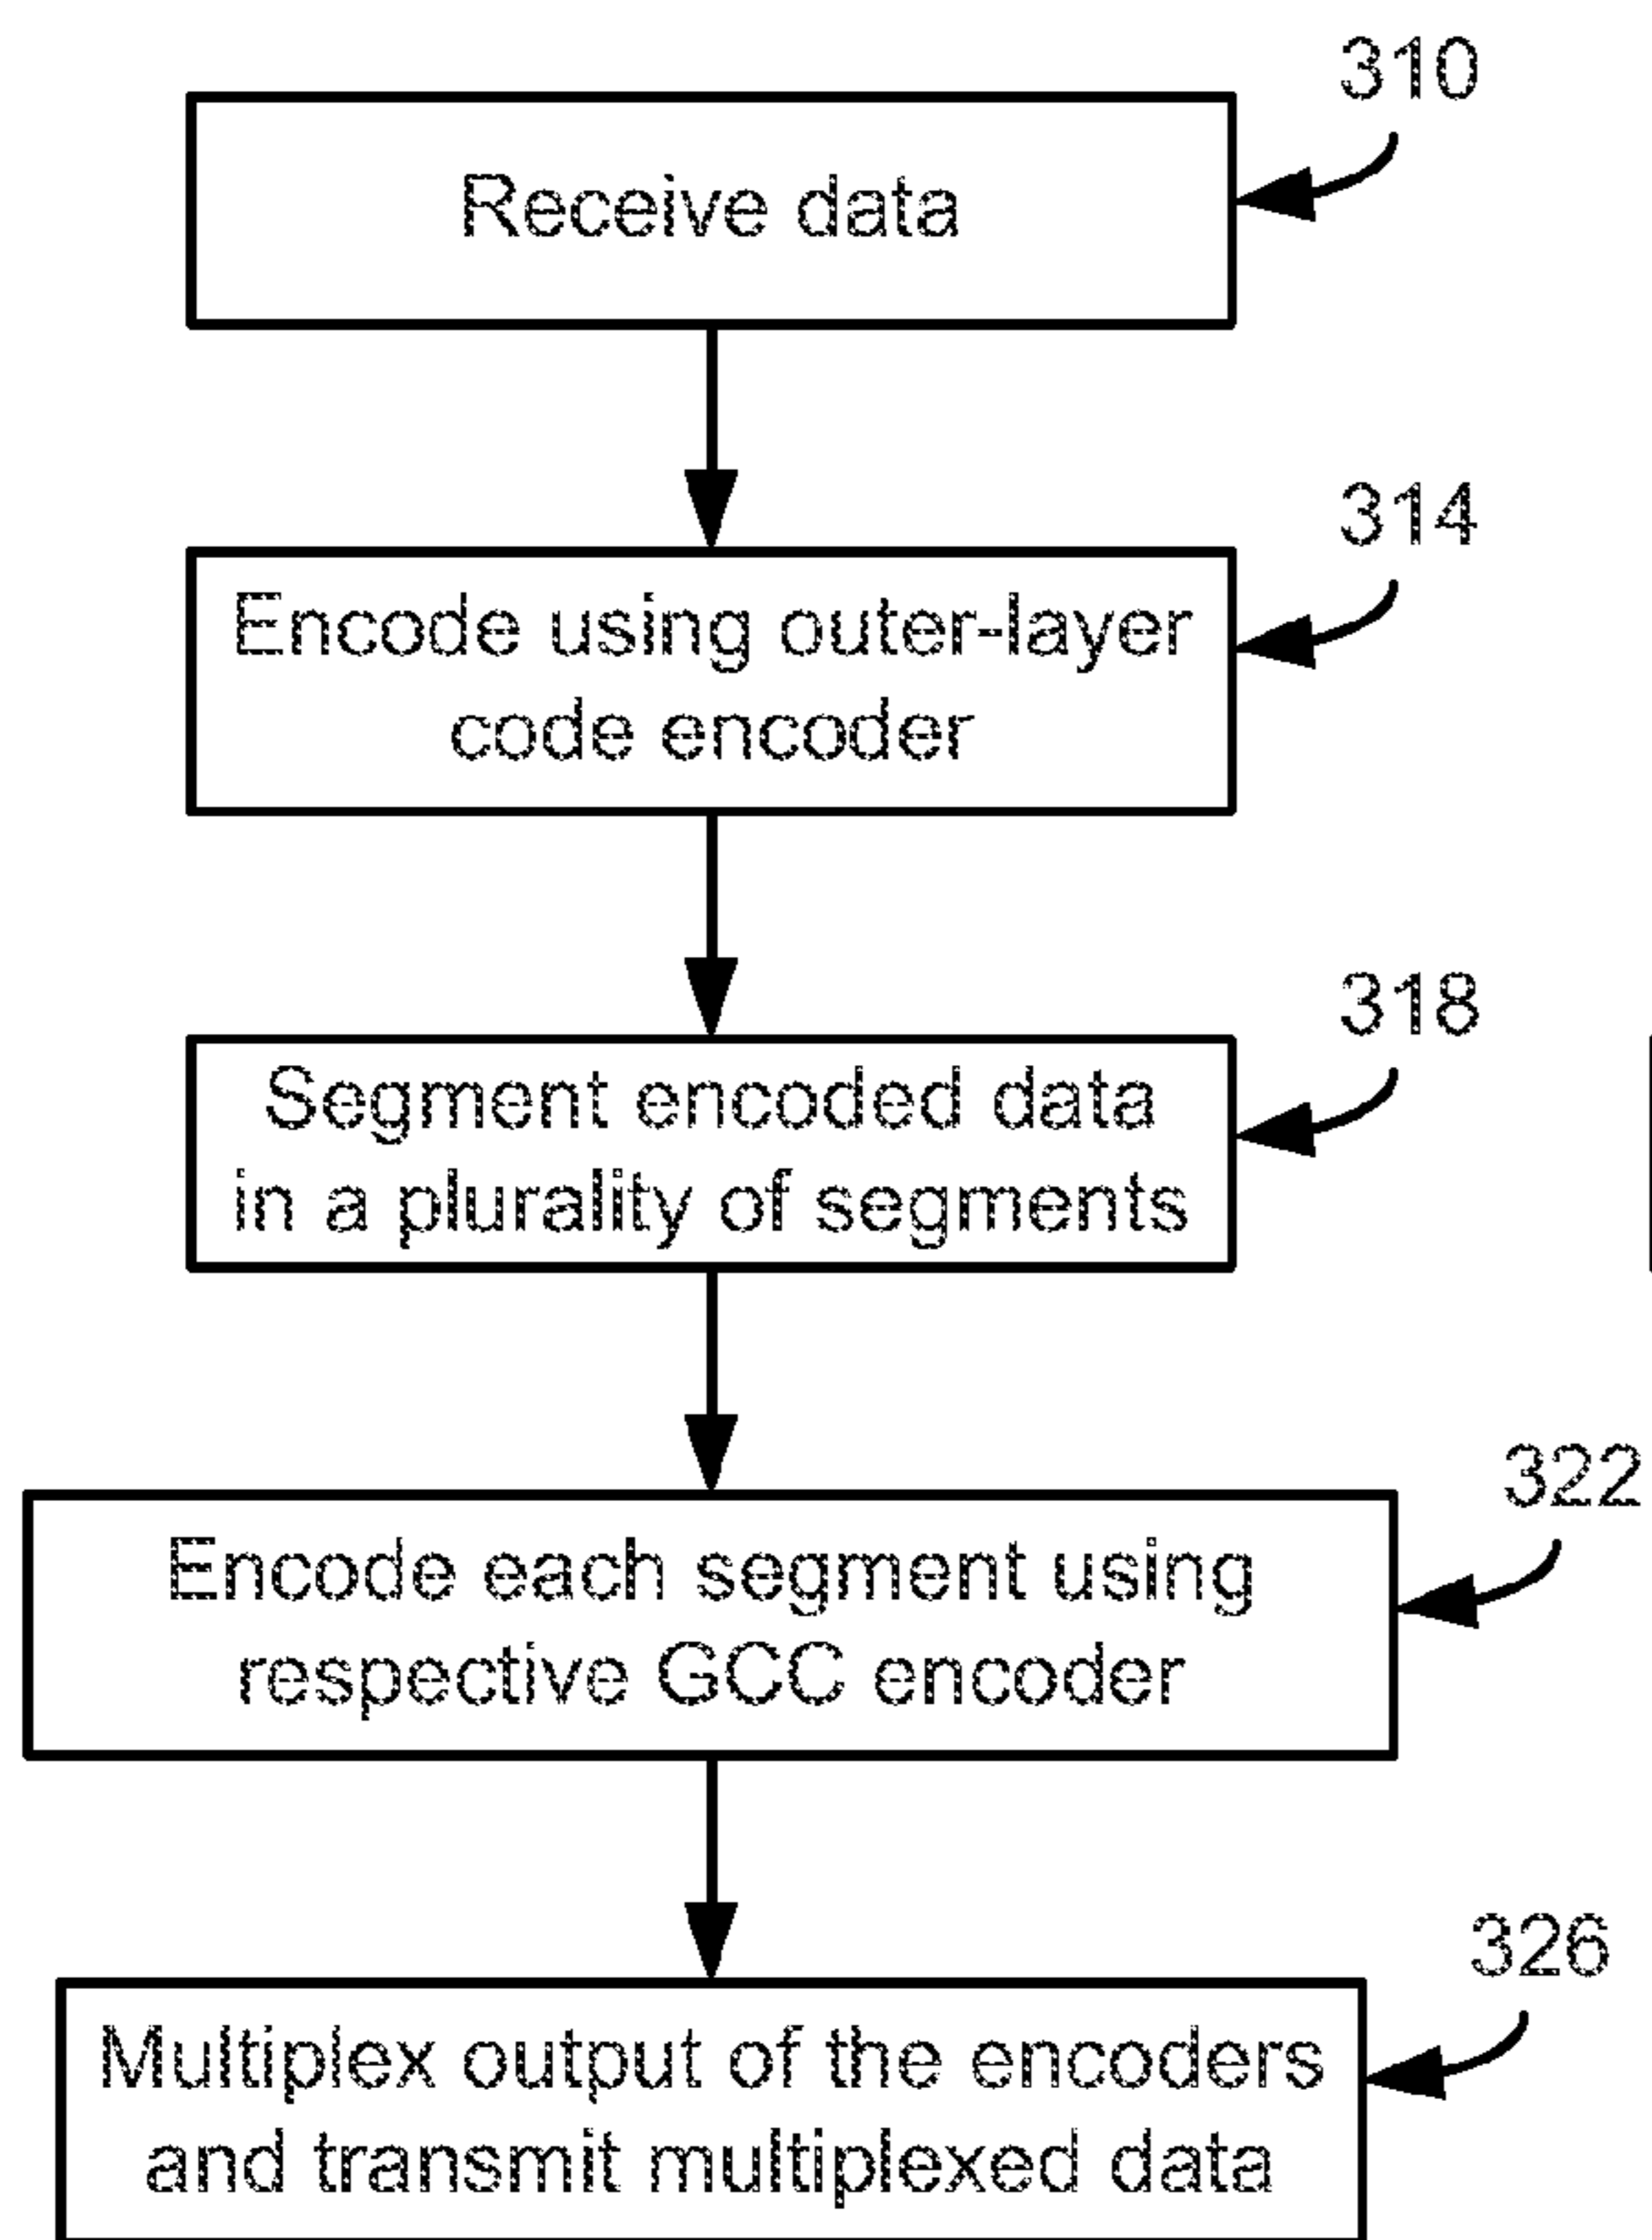 310
Receive data
314
Encode using outer-layer
code encoder
318
Segment encoded data
in a plurality of segments
322
Encode each segment using
respective GCC encoder
326
Multiplex output of the encoders
and transmit multiplexed data